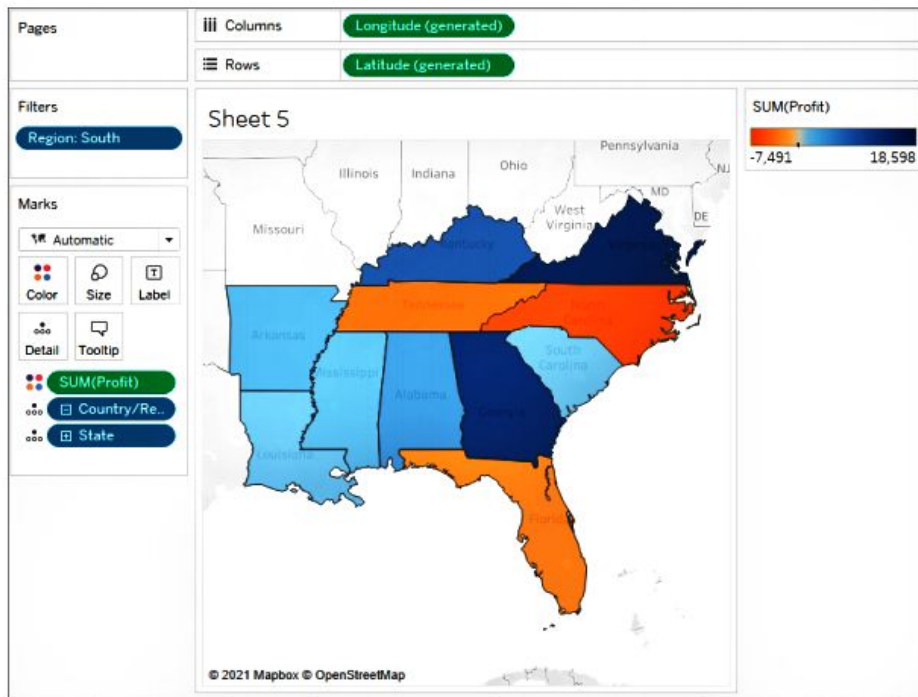 Pages
Columns
Longitude (generated)
Rows
Latitude (generated)
Filters
Region: South
Marks
Automatic
Color
Size
Label
Detail
Tooltip
SUM(Profit)
Country/Re..
State
Sheet 5
Pennsylvania
Ohio
Illinois
Indiana
NJ
MD
DE
West
Virginia
Missouri
Kentucky
Virginia
Tennessee
North
Carolina
Arkansas
South
Carolina
Mississippi
Alabama
Georgia
Louisiana
Florida
© 2021 Mapbox © OpenStreetMap
SUM(Profit)
-7,491 18,598